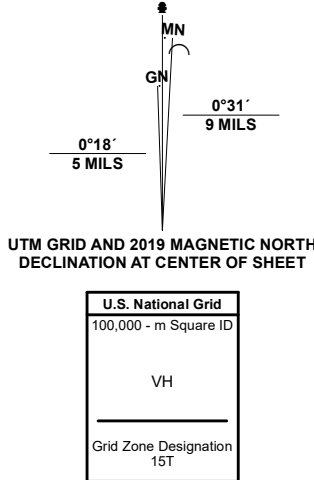 MN
GN
0°31´
9 MILS
0°18´
5 MILS
UTM GRID AND 2019 MAGNETIC NORTH
DECLINATION AT CENTER OF SHEET
U.S. National Grid
100,000 - m Square ID
VH
Grid Zone Designation
15T